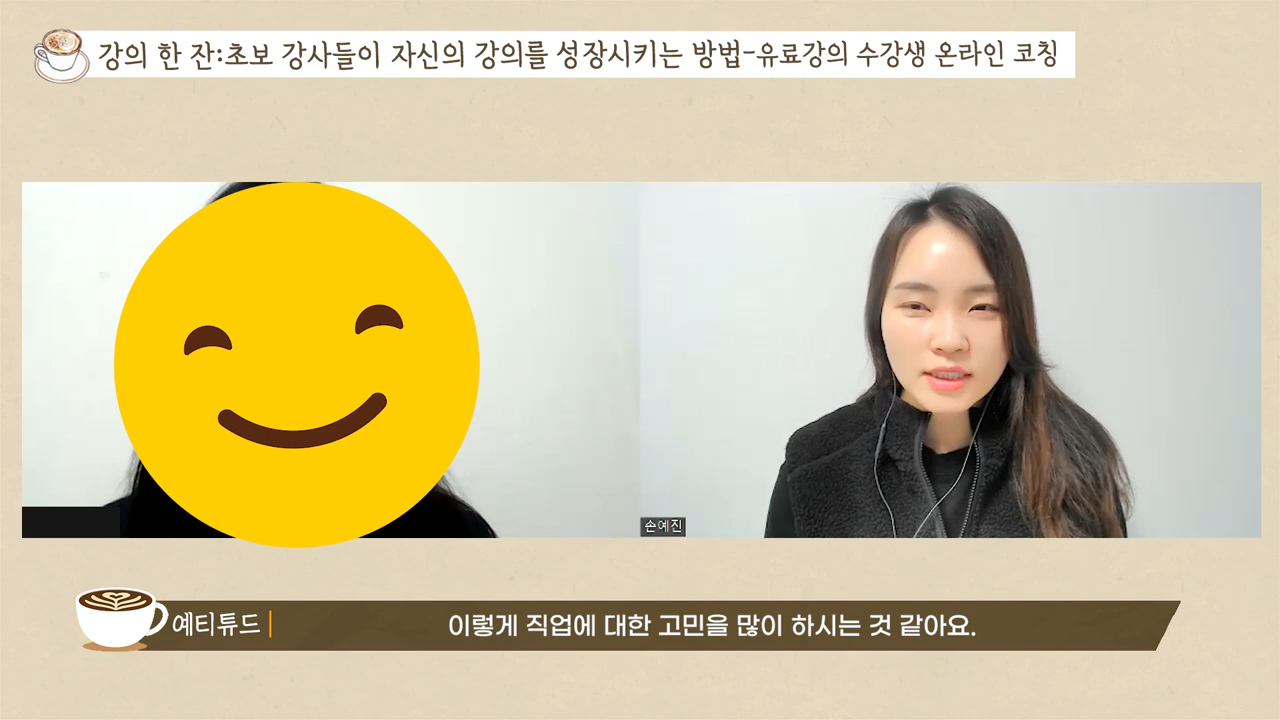 강의 한 잔:초보 강사들이 자신의 강의를 성장시키는 방법-유료강의 수강생 온라인 코칭
손예진
예티튜드 이렇게 직업에 대한 고민을 많이 하시는 것 같아요.